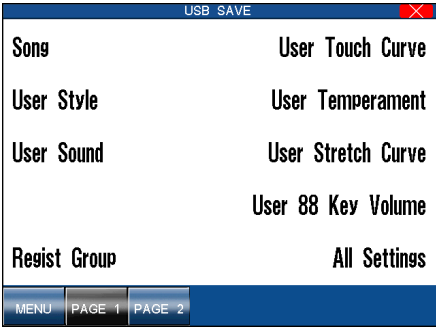 USB SAVE
Song User Touch Curve
User Style User Temperament
User Sound User Stretch Curve
User 88 Key Volume
Regist Group All Settings
MENU PAGE 1 PAGE 2